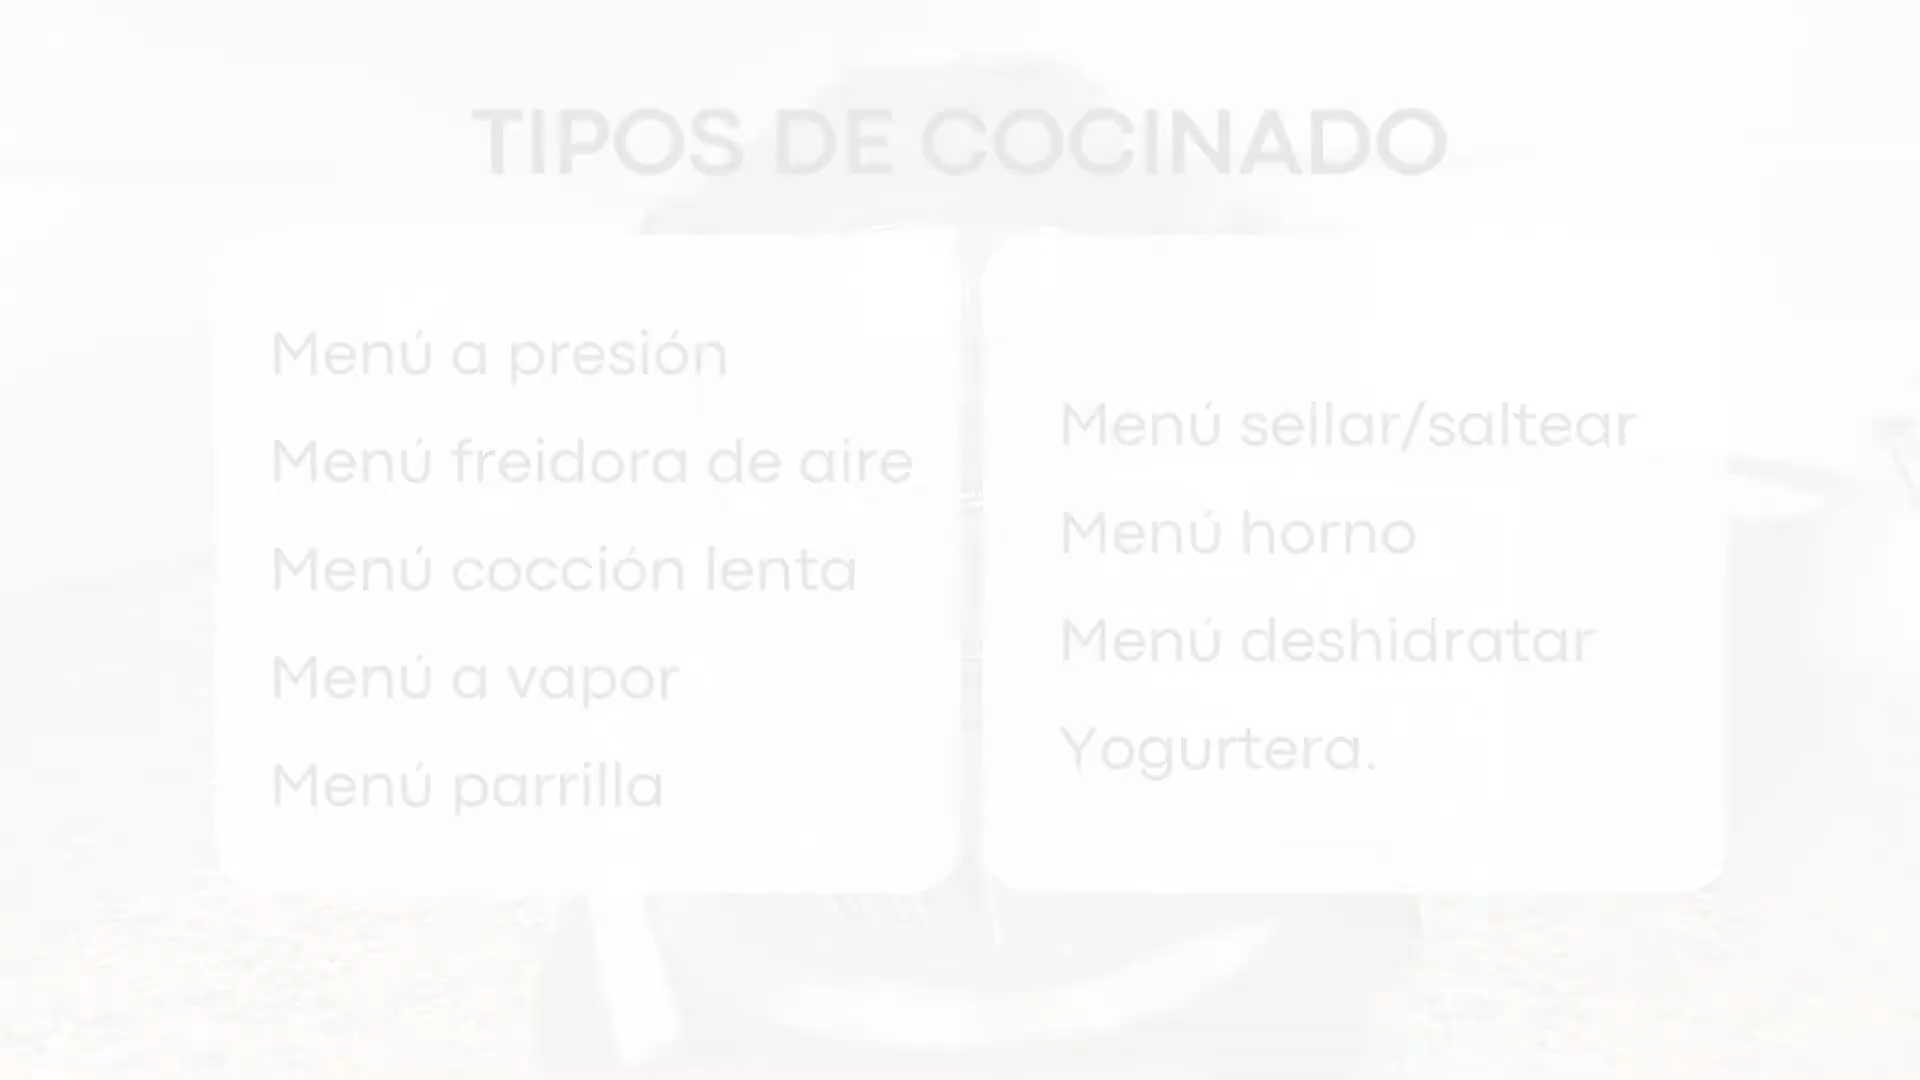 TIPOS DE COCINADO
Menú a presión
Menú freidora de aire
Menú cocción lenta
Menú a vapor
Menú parrilla
Menú sellar/saltear
Menú horno
Menú deshidratar
Yogurtera.